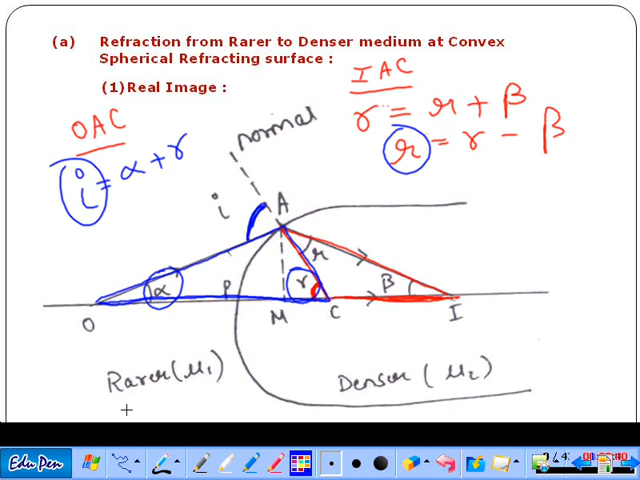 (a) Refraction from Rarer to Denser medium at Convex
Spherical Refracting surface :
(1)Real Image :
IAC
γ = r + β
r = γ - β
OAC
i = α + γ
normal
i
A
r
α
P
γ
β
O
M
C
I
Rarer (μ₁)
Denser (μ₂)
Edu Pen